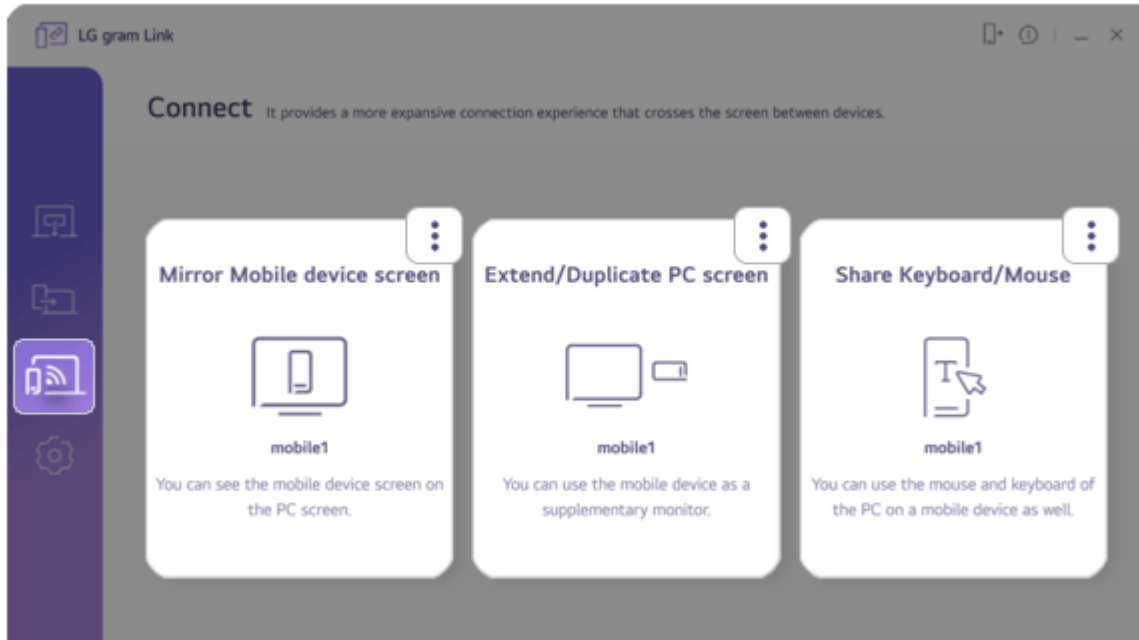 LG gram Link
Connect It provides a more expansive connection experience that crosses the screen between devices.
Mirror Mobile device screen
mobile1
You can see the mobile device screen on
the PC screen.
Extend/Duplicate PC screen
mobile1
You can use the mobile device as a
supplementary monitor.
Share Keyboard/Mouse
T
mobile1
You can use the mouse and keyboard of
the PC on a mobile device as well.